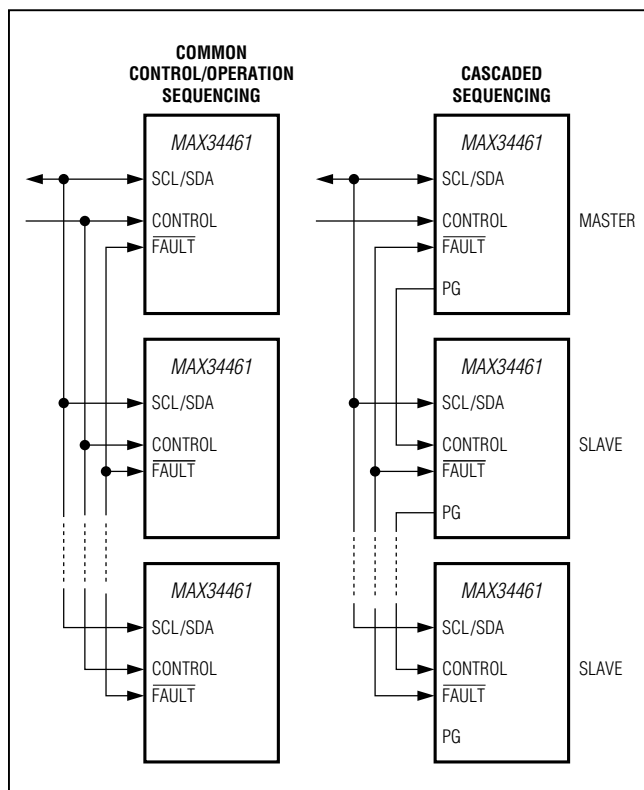 COMMON
CONTROL/OPERATION
SEQUENCING
MAX34461
SCL/SDA
CONTROL
FAULT
MAX34461
SCL/SDA
CONTROL
FAULT
MAX34461
SCL/SDA
CONTROL
FAULT
CASCADED
SEQUENCING
MAX34461
SCL/SDA
CONTROL
MASTER
FAULT
PG
MAX34461
SCL/SDA
CONTROL
SLAVE
FAULT
PG
MAX34461
SCL/SDA
CONTROL
SLAVE
FAULT
PG